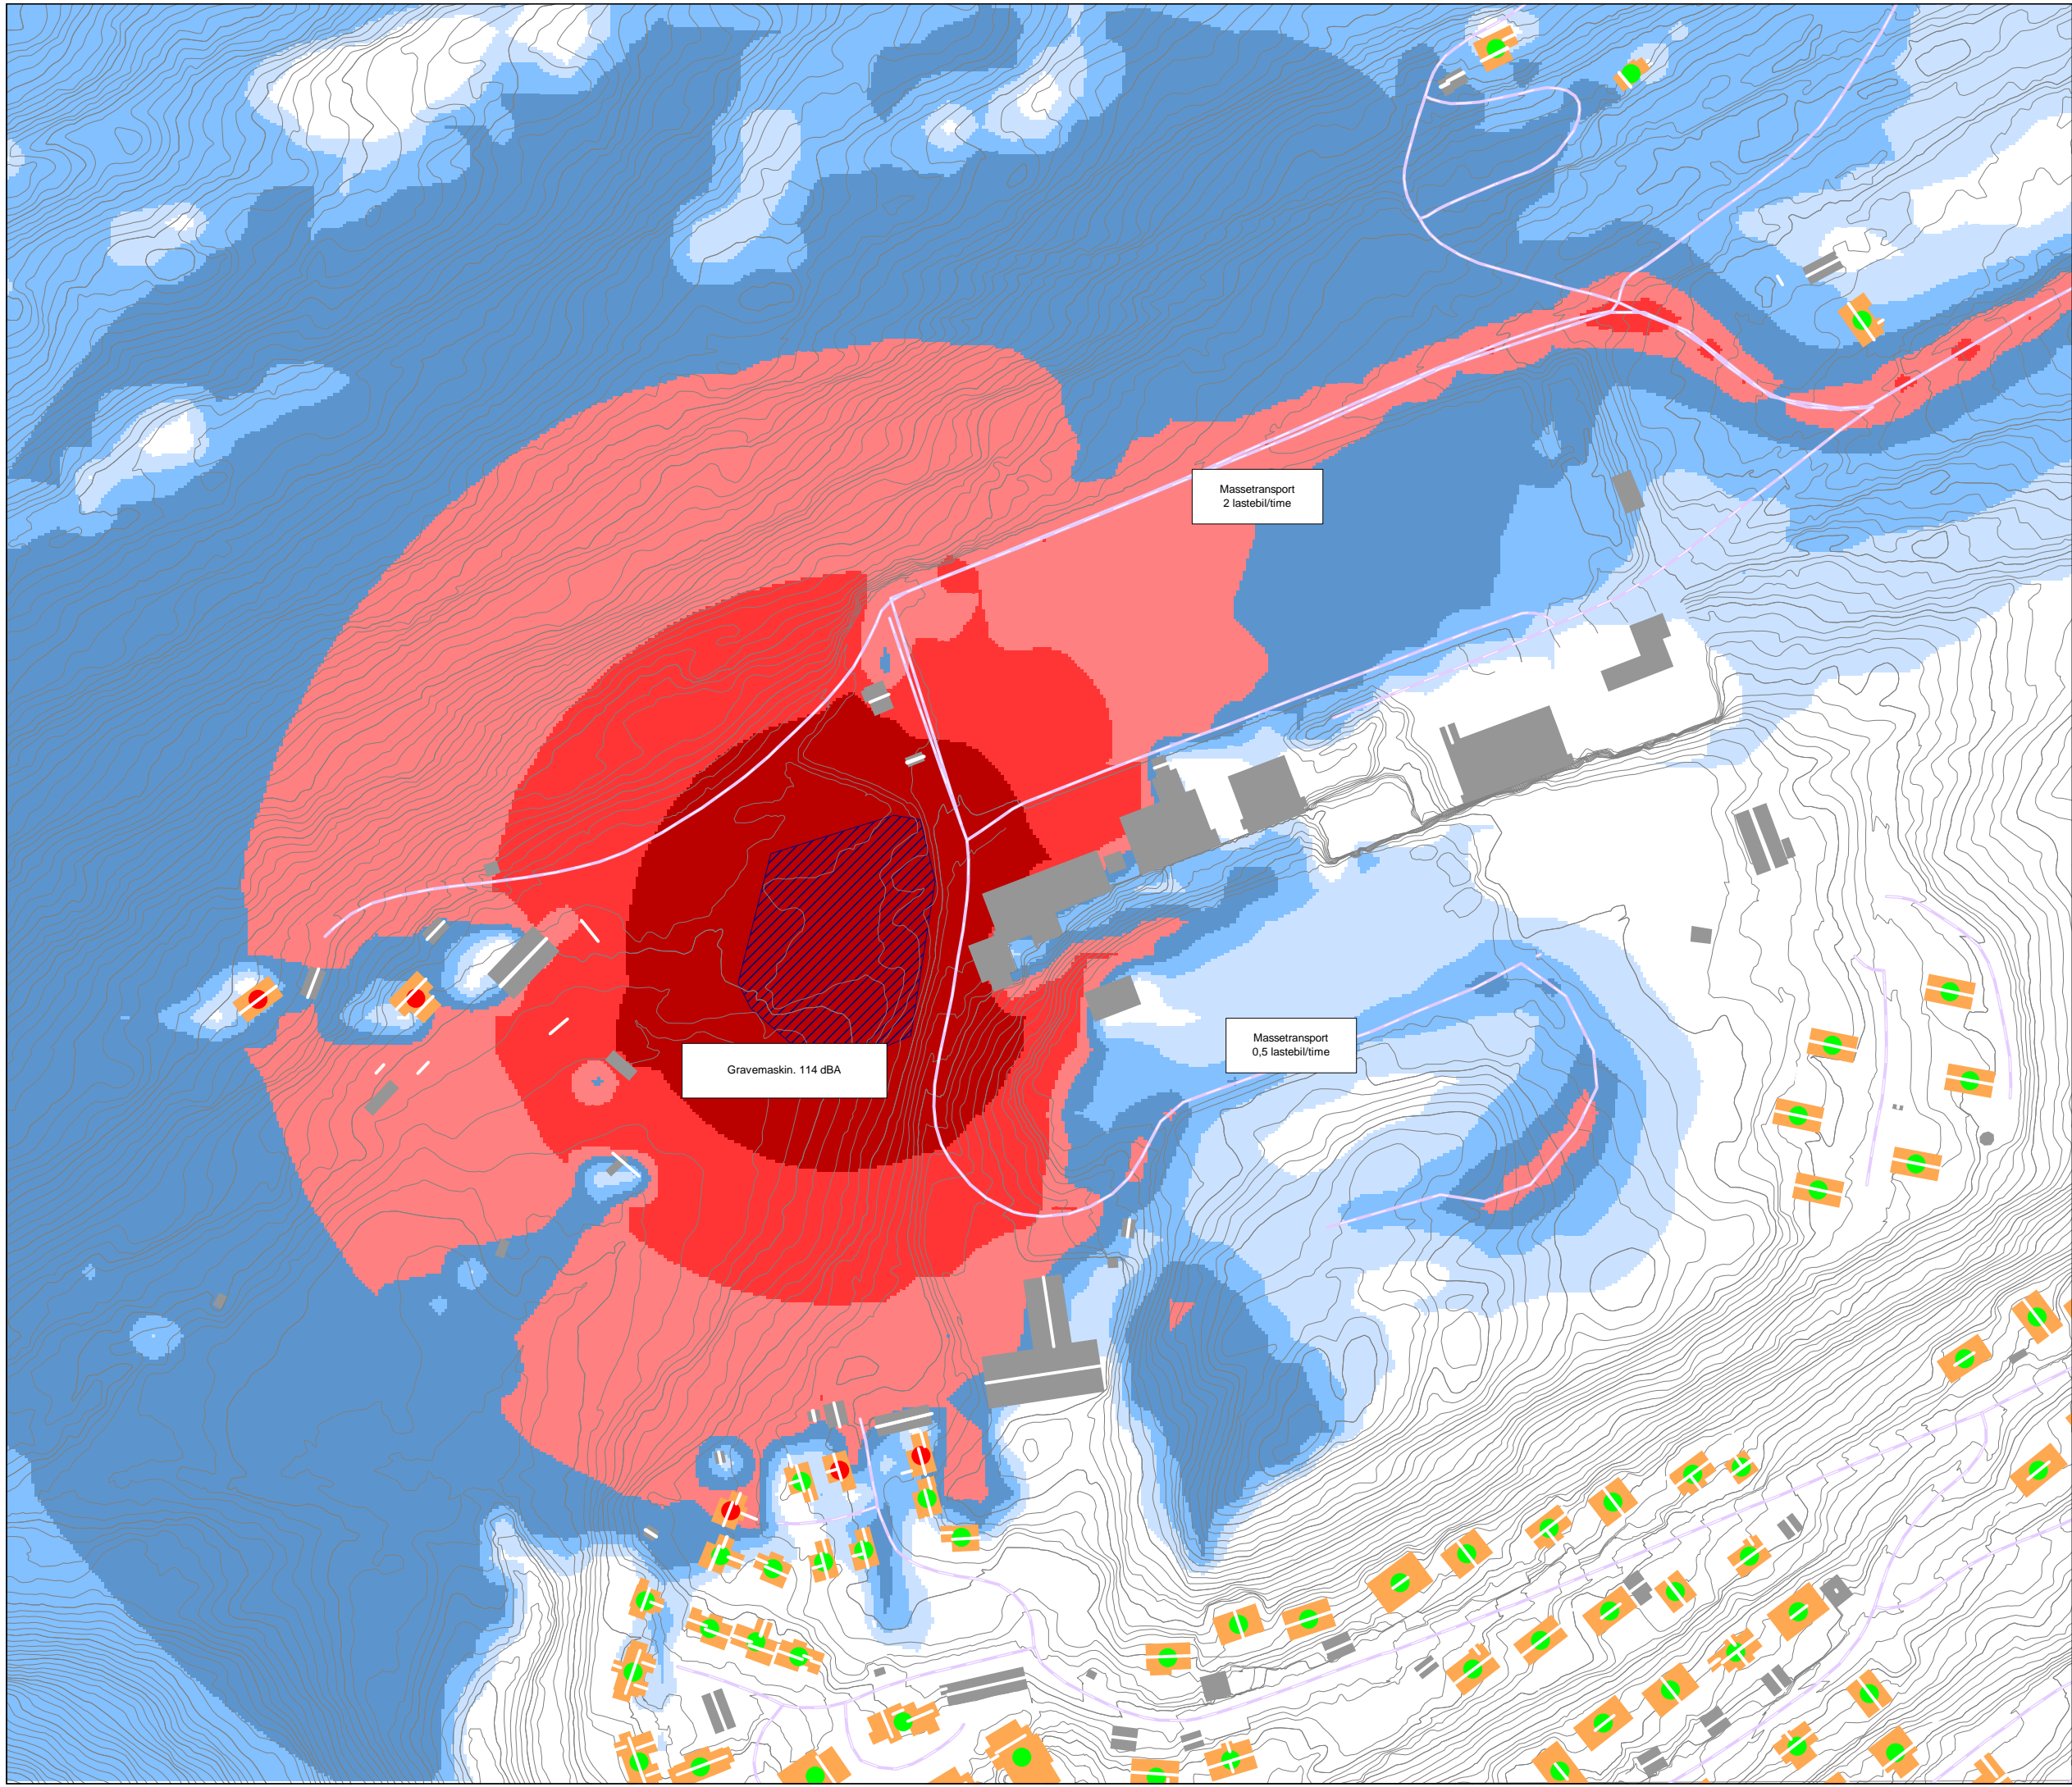 Massetransport
2 lastebil/time
Massetransport
0,5 lastebil/time
Gravemaskin. 114 dBA